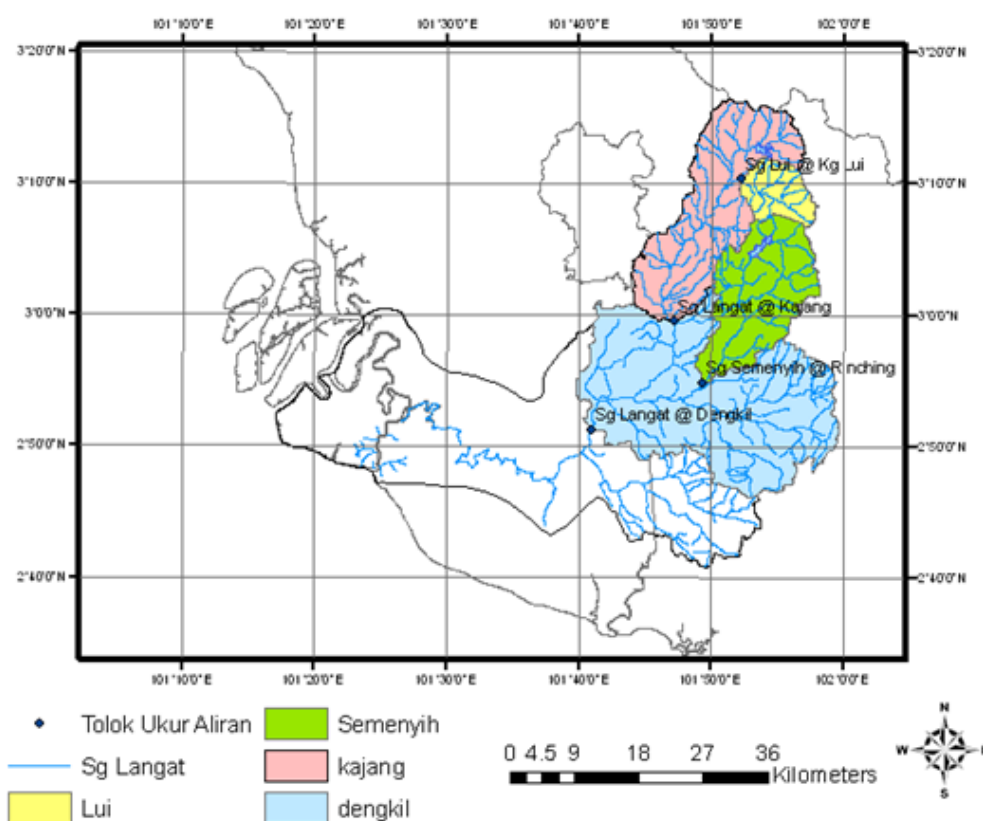 101°10'0"E 101°20'0"E 101°30'0"E 101°40'0"E 101°50'0"E 102°0'0"E
3°20'0"N 3°20'0"N
Sg Lui @ Kg Lui
3°10'0"N 3°10'0"N
Sg Langat @ Kajang
3°0'0"N 3°0'0"N
Sg Semenyih @ Rinching
Sg Langat @ Dengkil
2°50'0"N 2°50'0"N
2°40'0"N 2°40'0"N
101°10'0"E 101°20'0"E 101°30'0"E 101°40'0"E 101°50'0"E 102°0'0"E
Tolok Ukur Aliran
Sg Langat
Lui
Semenyih
kajang
dengkil
0 4.5 9 18 27 36
Kilometers
N
W E
S